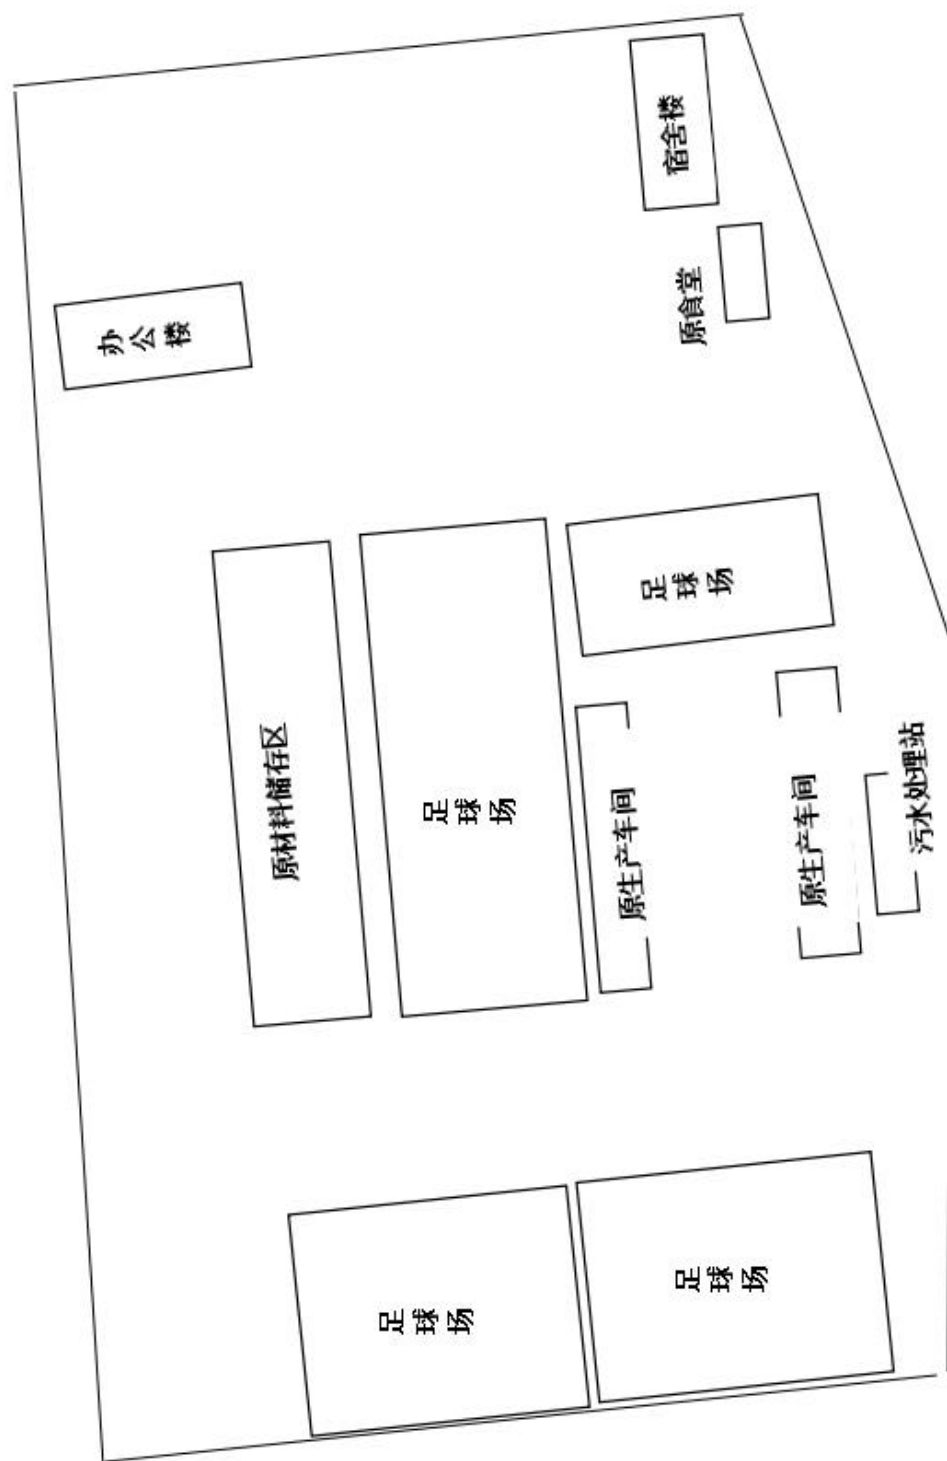 宿舍楼
原食堂
办公楼
足球场
原材料储存区
足球场
原生产车间
原生产车间
污水处理站
足球场
足球场